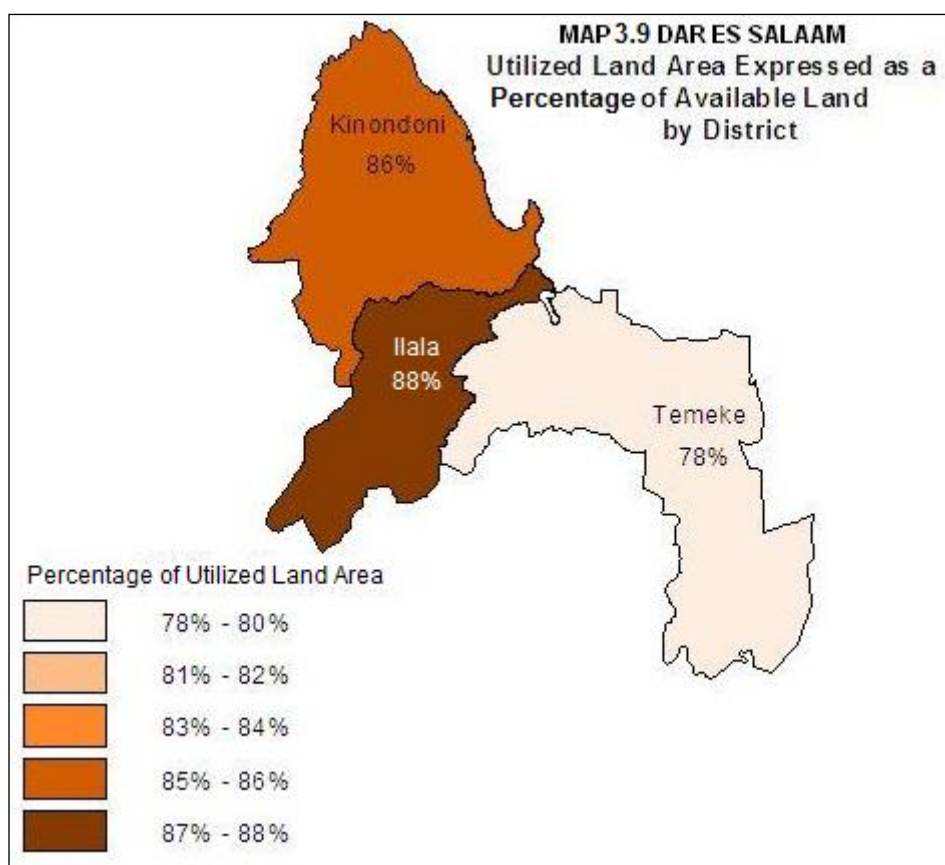 MAP 3.9 DAR ES SALAAM
Utilized Land Area Expressed as a
Percentage of Available Land
by District
Kinondoni
86%
Ilala
88%
Temeke
78%
Percentage of Utilized Land Area
78% - 80%
81% - 82%
83% - 84%
85% - 86%
87% - 88%